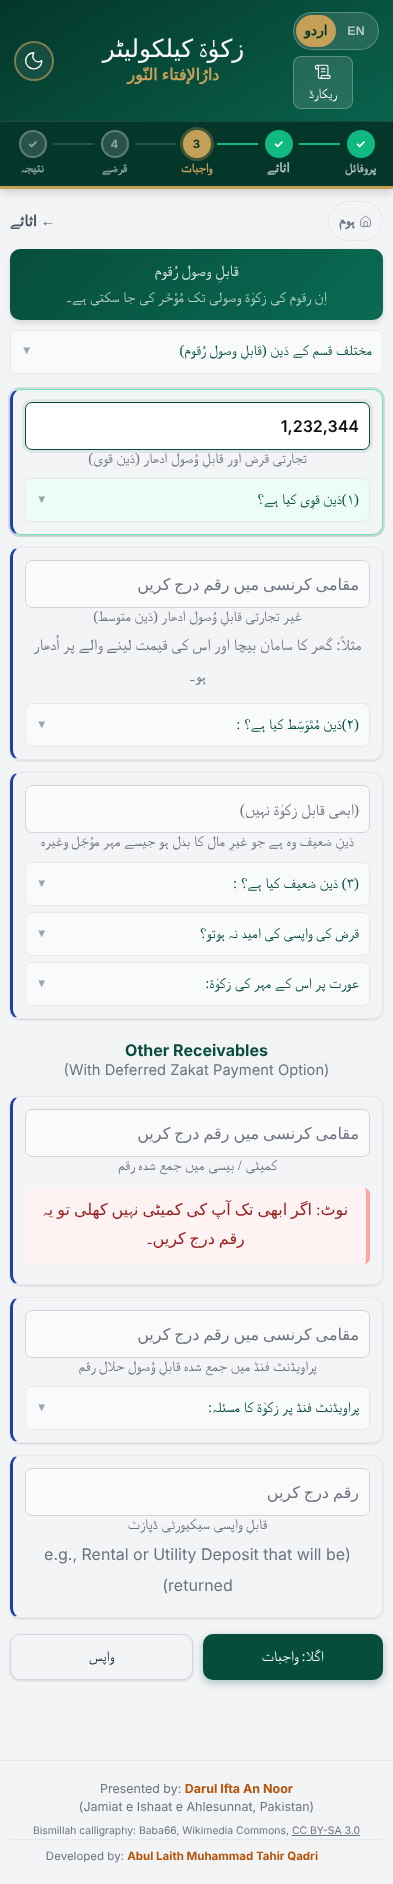 اردو EN
زکوٰۃ کیلکولیٹر
دارُالإفتاء النّور
ریکارڈ
3
4
پروفائل
اثاثے
واجبات
قرضے
نتیجہ
ہوم
← اثاثے
قابلِ وصول رُقوم
اِن رقوم کی زکوٰۃ وصولی تک مُؤخّر کی جا سکتی ہے۔
مختلف قسم کے دَین (قابلِ وصول رُقوم)
1,232,344
تجارتی قرض اور قابلِ وُصول ادھار (دَین قوی)
(۱)دَین قوِی کیا ہے؟
مقامی کرنسی میں رقم درج کریں
غیر تجارتی قابلِ وُصول ادھار (دَین متوسط)
مثلاً: گھر کا سامان بیچا اور اس کی قیمت لینے والے پر اُدھار
ہو۔
(۲)دَین مُتَوَسِّط کیا ہے؟ :
(ابھی قابل زکوٰۃ نہیں)
دَینِ ضعیف وہ ہے جو غیرِ مال کا بدل ہو جیسے مہر مؤجّل وغیرہ
(۳) دَین ضعیف کیا ہے؟ :
قرض کی واپسی کی امید نہ ہوتو؟
عورت پر اس کے مہر کی زکوٰۃ:
Other Receivables
(With Deferred Zakat Payment Option)
مقامی کرنسی میں رقم درج کریں
کمیٹی / بیسی میں جمع شدہ رقم
نوٹ: اگر ابھی تک آپ کی کمیٹی نہیں کھلی تو یہ
رقم درج کریں۔
مقامی کرنسی میں رقم درج کریں
پراویڈنٹ فنڈ میں جمع شدہ قابلِ وُصول حلال رقم
پراویڈنٹ فنڈ پر زکوٰۃ کا مسئلہ:
رقم درج کریں
قابلِ واپسی سیکیورٹی ڈپازٹ
e.g., Rental or Utility Deposit that will be)
(returned
اگلا: واجبات
واپس
Presented by: Darul Ifta An Noor
(Jamiat e Ishaat e Ahlesunnat, Pakistan)
Bismillah calligraphy: Baba66, Wikimedia Commons, CC BY-SA 3.0
Developed by: Abul Laith Muhammad Tahir Qadri